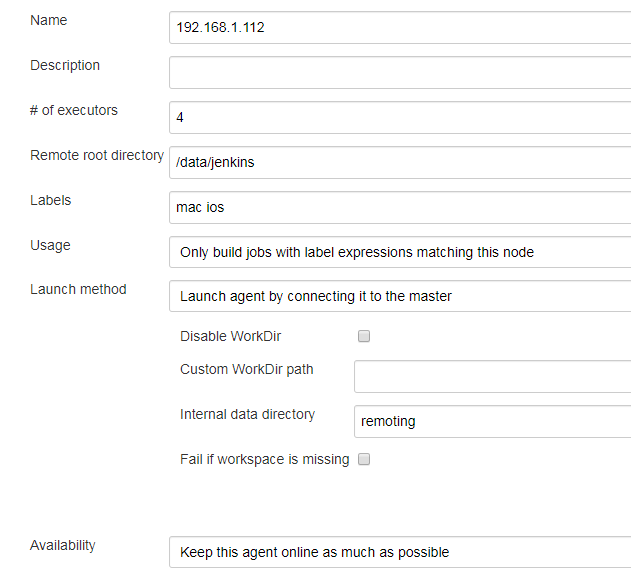 Name
192.168.1.112
Description
# of executors
4
Remote root directory
/data/jenkins
Labels
mac ios
Usage
Only build jobs with label expressions matching this node
Launch method
Launch agent by connecting it to the master
Disable WorkDir
Custom WorkDir path
Internal data directory
remoting
Fail if workspace is missing
Availability
Keep this agent online as much as possible